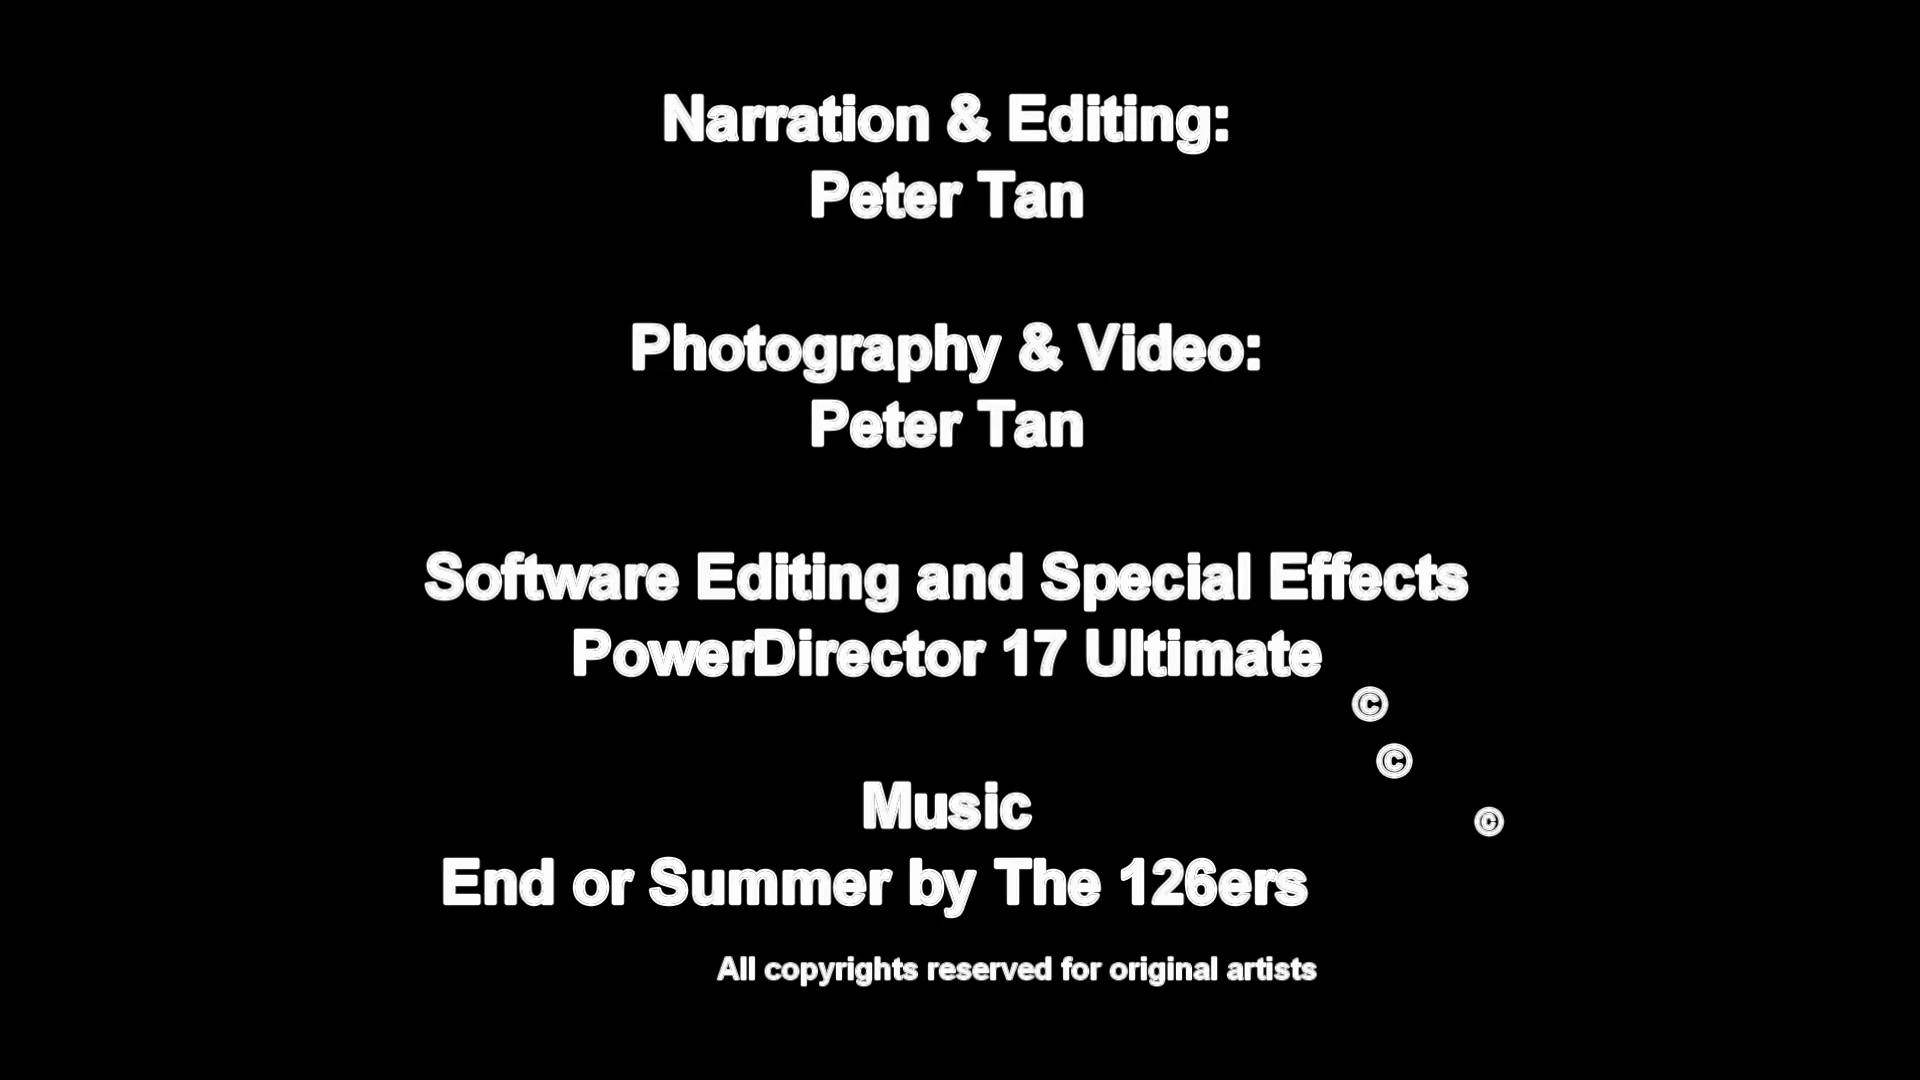 Narration & Editing:
Peter Tan
Photography & Video:
Peter Tan
Software Editing and Special Effects
PowerDirector 17 Ultimate
©
©
Music
©
End or Summer by The 126ers
All copyrights reserved for original artists